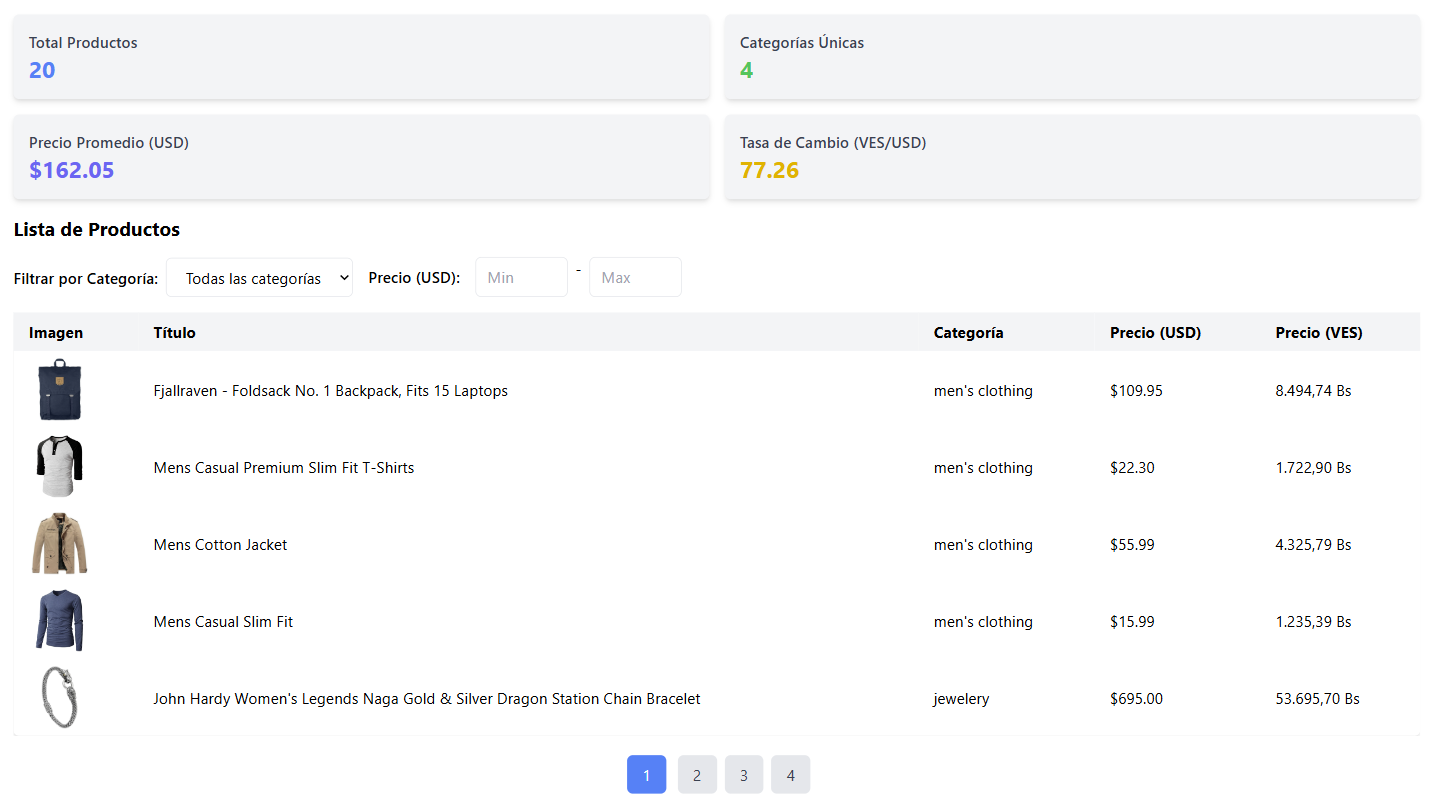 Total Productos
20
Categorías Únicas
4
Precio Promedio (USD)
$162.05
Tasa de Cambio (VES/USD)
77.26
Lista de Productos
Filtrar por Categoría: Todas las categorías Precio (USD): Min - Max
Imagen Título Categoría Precio (USD) Precio (VES)
Fjallraven - Foldsack No. 1 Backpack, Fits 15 Laptops men's clothing $109.95 8.494,74 Bs
Mens Casual Premium Slim Fit T-Shirts men's clothing $22.30 1.722,90 Bs
Mens Cotton Jacket men's clothing $55.99 4.325,79 Bs
Mens Casual Slim Fit men's clothing $15.99 1.235,39 Bs
John Hardy Women's Legends Naga Gold & Silver Dragon Station Chain Bracelet jewelery $695.00 53.695,70 Bs
1 2 3 4